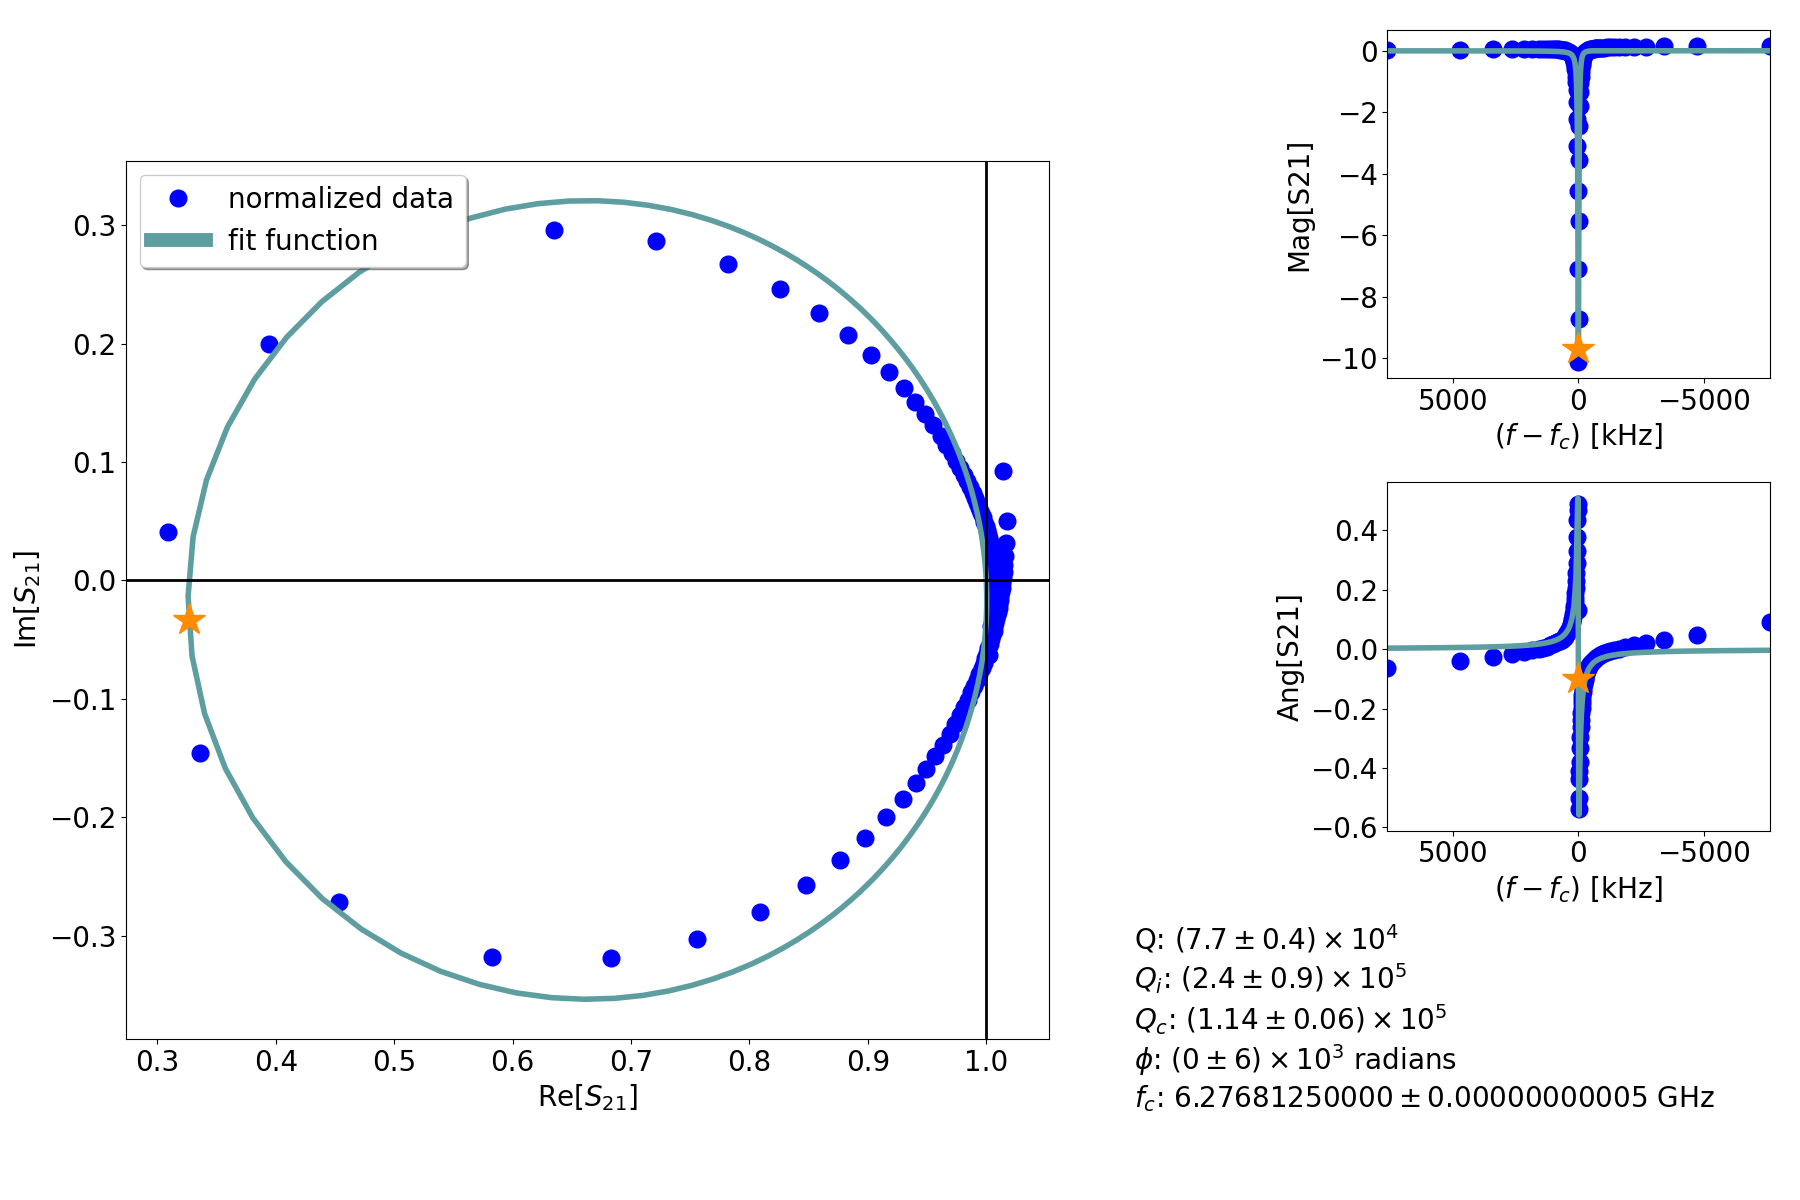 normalized data
fit function
0.3
0.2
0.1
0.0
−0.1
−0.2
−0.3
Im[S21]
0.3 0.4 0.5 0.6 0.7 0.8 0.9 1.0
Re[S21]
0
−2
−4
−6
−8
−10
Mag[S21]
5000 0 −5000
(f − fc) [kHz]
0.4
0.2
0.0
−0.2
−0.4
−0.6
Ang[S21]
5000 0 −5000
(f − fc) [kHz]
Q: (7.7 ± 0.4) × 10^4
Qi: (2.4 ± 0.9) × 10^5
Qc: (1.14 ± 0.06) × 10^5
ϕ: (0 ± 6) × 10^3 radians
fc: 6.27681250000 ± 0.00000000005 GHz